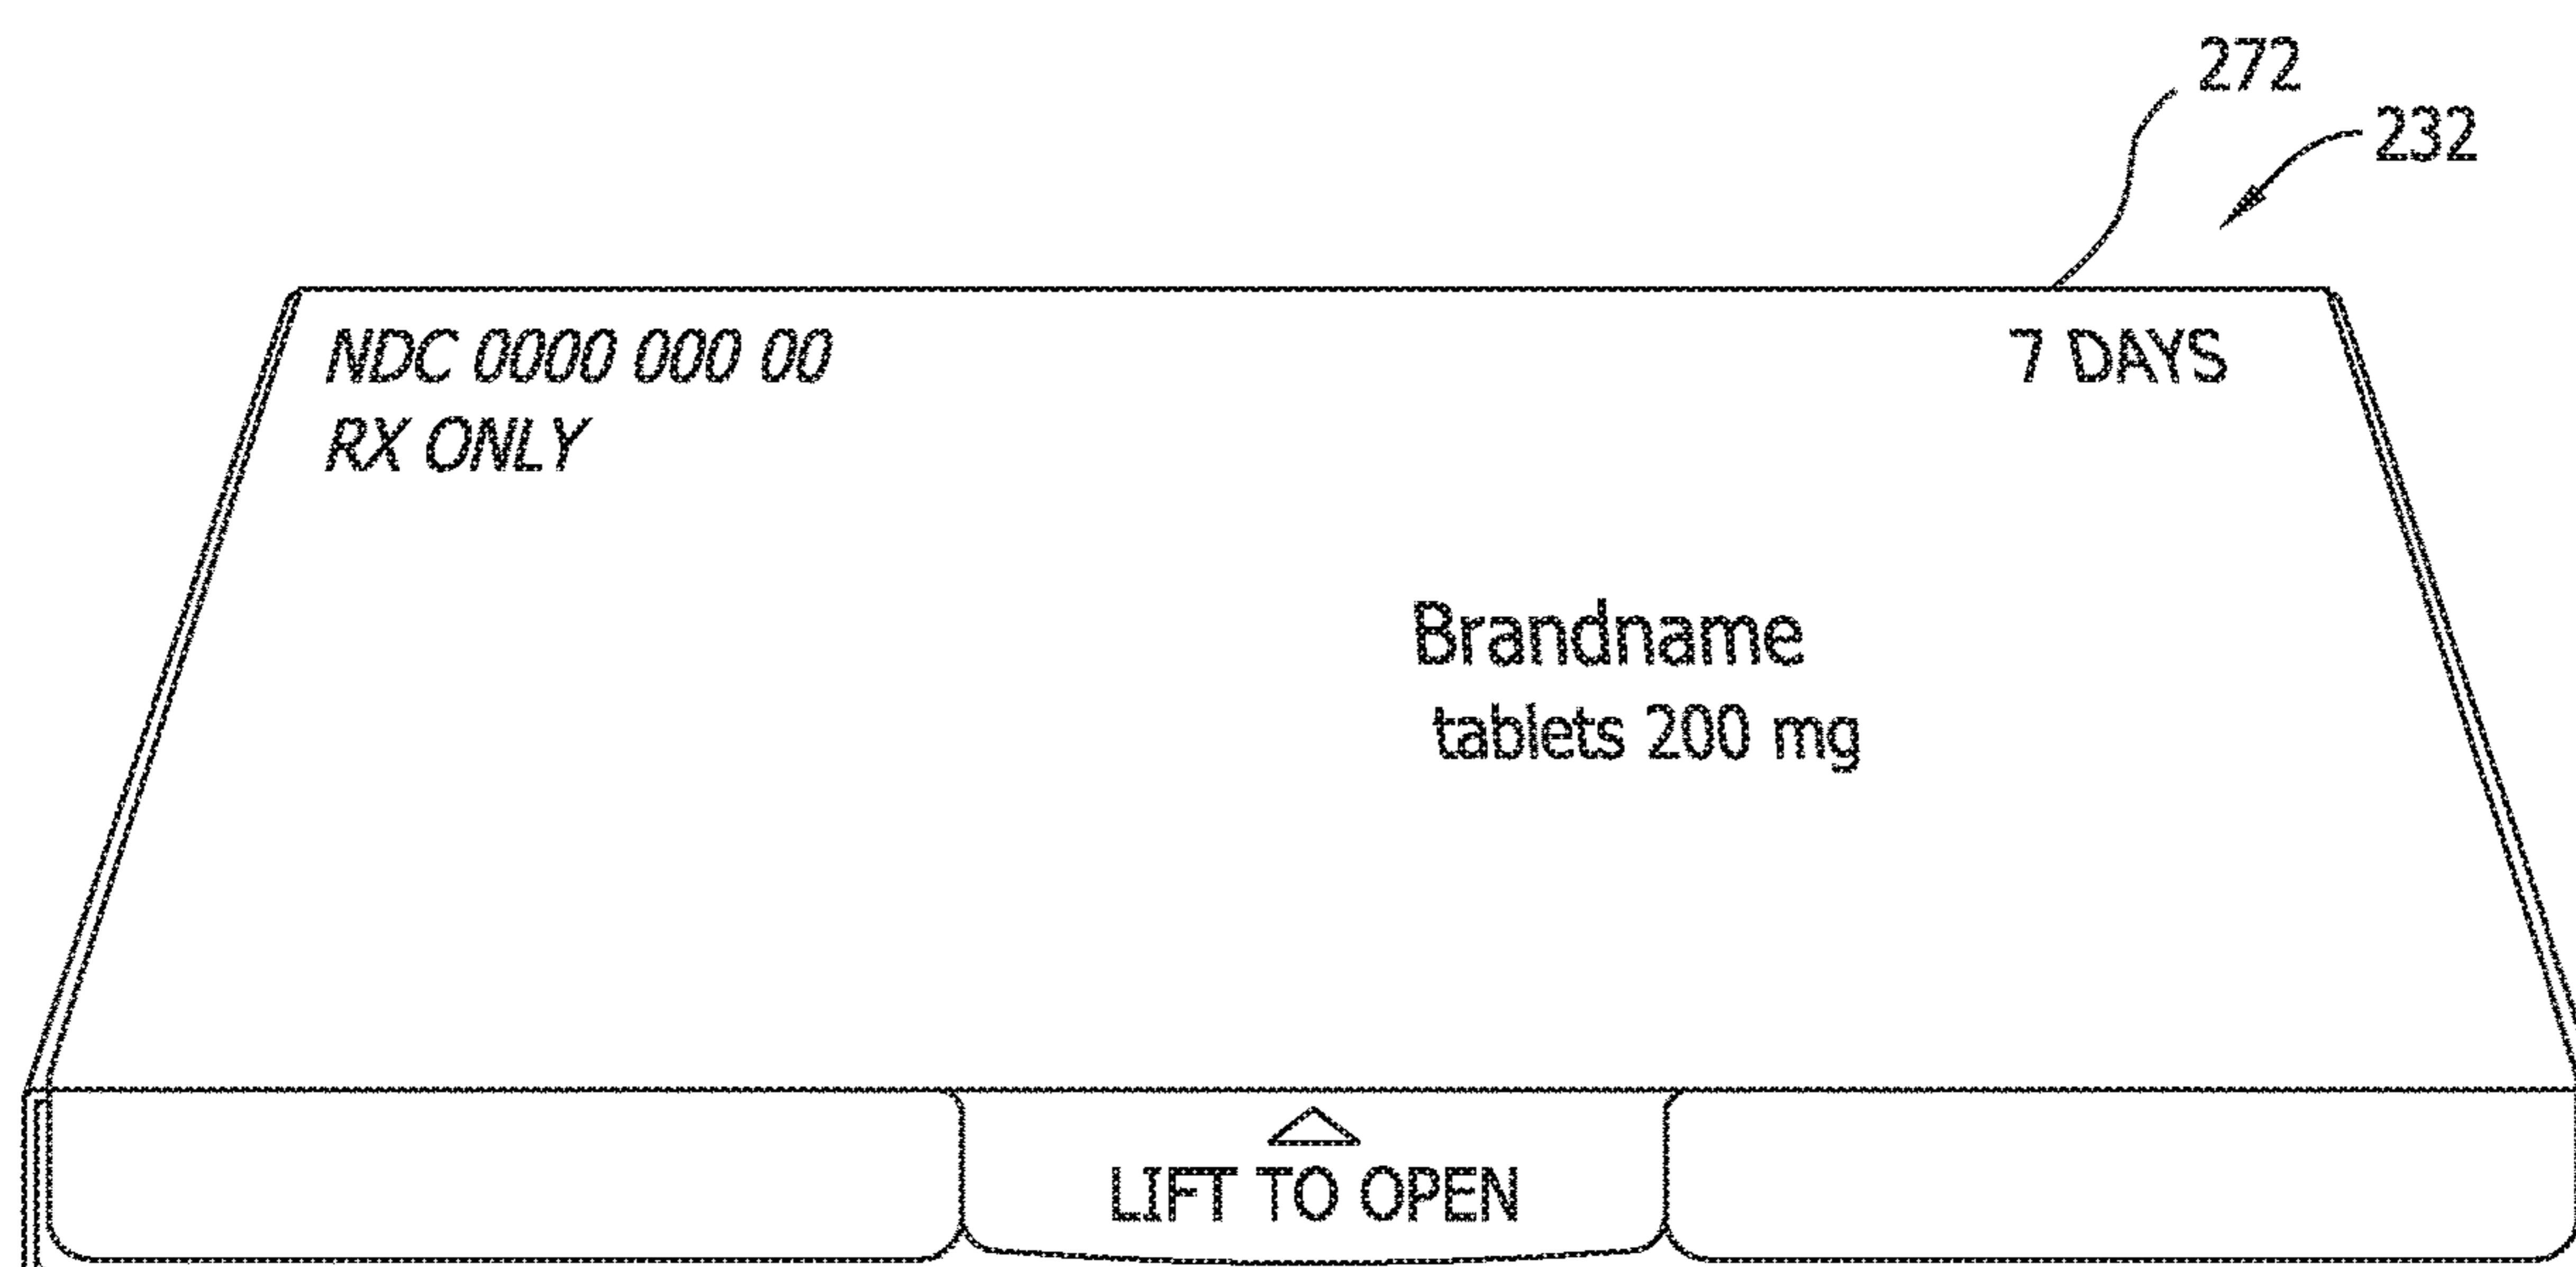 272
232
NDC 0000 000 00
7 DAYS
RX ONLY
Brandname
tablets 200 mg
LIFT TO OPEN